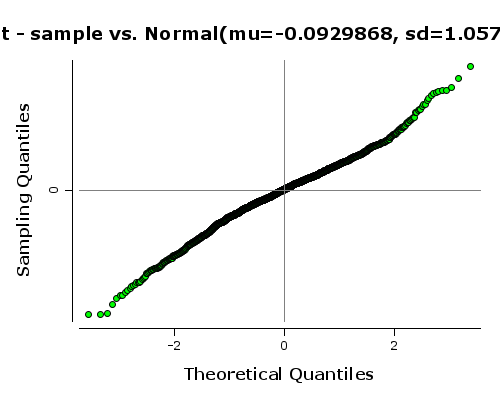 t - sample vs. Normal(mu=-0.0929868, sd=1.057
Sampling Quantiles
0
-2
0
2
Theoretical Quantiles